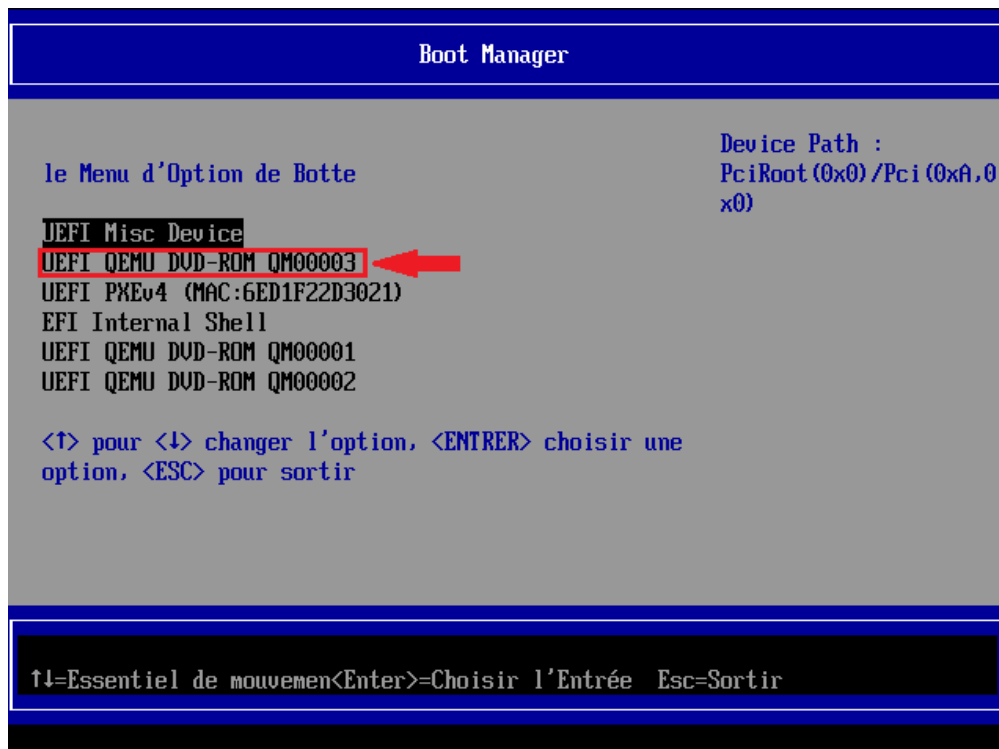 Boot Manager
Device Path :
le Menu d'Option de Botte
PciRoot(0x0)/Pci(0xA,0
x0)
UEFI Misc Device
UEFI QEMU DVD-ROM QM00003
UEFI PXEv4 (MAC:6ED1F22D3021)
EFI Internal Shell
UEFI QEMU DVD-ROM QM00001
UEFI QEMU DVD-ROM QM00002
<↑> pour <↓> changer l'option, <ENTRER> choisir une
option, <ESC> pour sortir
↑↓=Essentiel de mouvemen<Enter>=Choisir l'Entrée Esc=Sortir